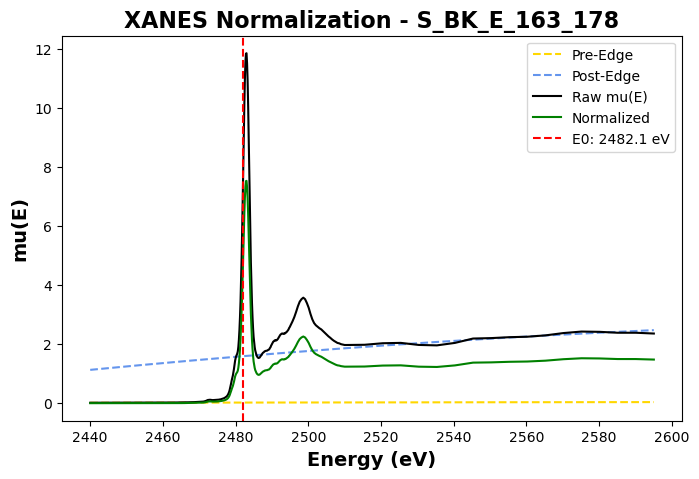 XANES Normalization - S_BK_E_163_178
12
10
8
6
4
2
0
mu(E)
Pre-Edge
Post-Edge
Raw mu(E)
Normalized
E0: 2482.1 eV
2440 2460 2480 2500 2520 2540 2560 2580 2600
Energy (eV)